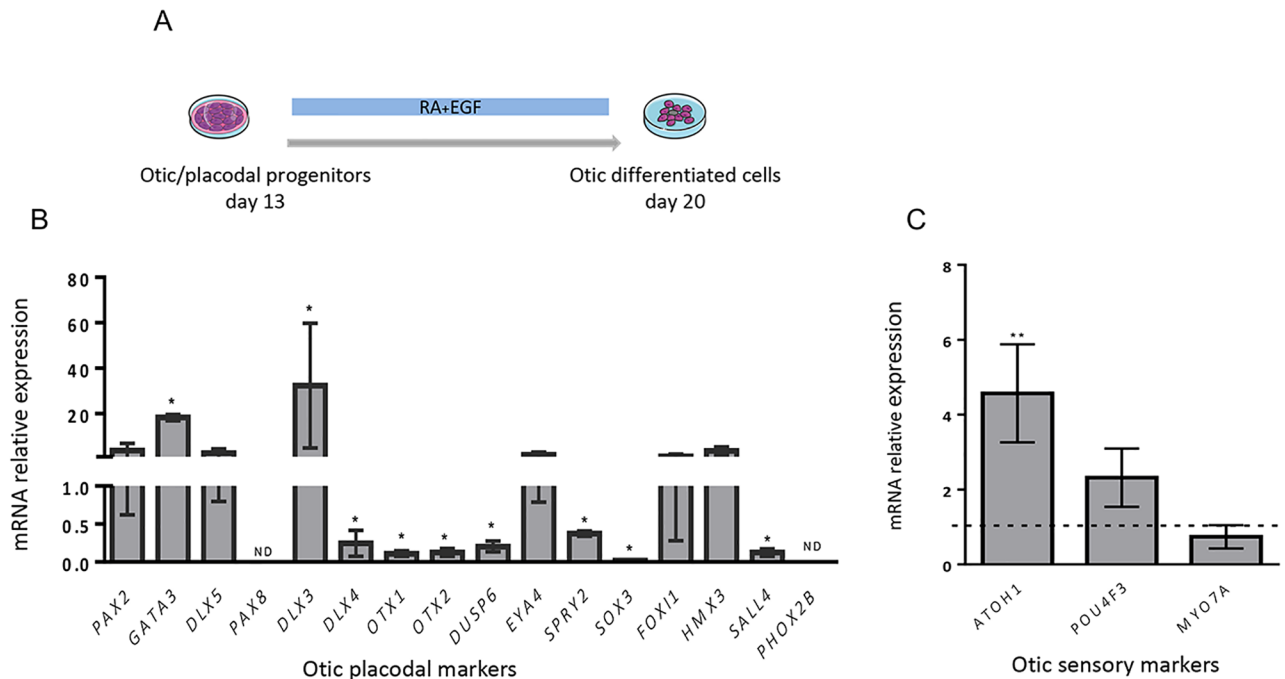 A
RA+EGF
Otic/placodal progenitors
day 13
Otic differentiated cells
day 20
B
mRNA relative expression
80
60
40
20
1.0
0.5
0.0
*
*
ND
*
*
*
*
*
*
*
ND
PAX2
GATA3
DLX5
PAX8
DLX3
DLX4
OTX1
OTX2
DUSP6
EYA4
SPRY2
SOX3
FOXI1
HMX3
SALL4
PHOX2B
Otic placodal markers
C
mRNA relative expression
8
6
4
2
0
**
ATOH1
POU4F3
MYO7A
Otic sensory markers